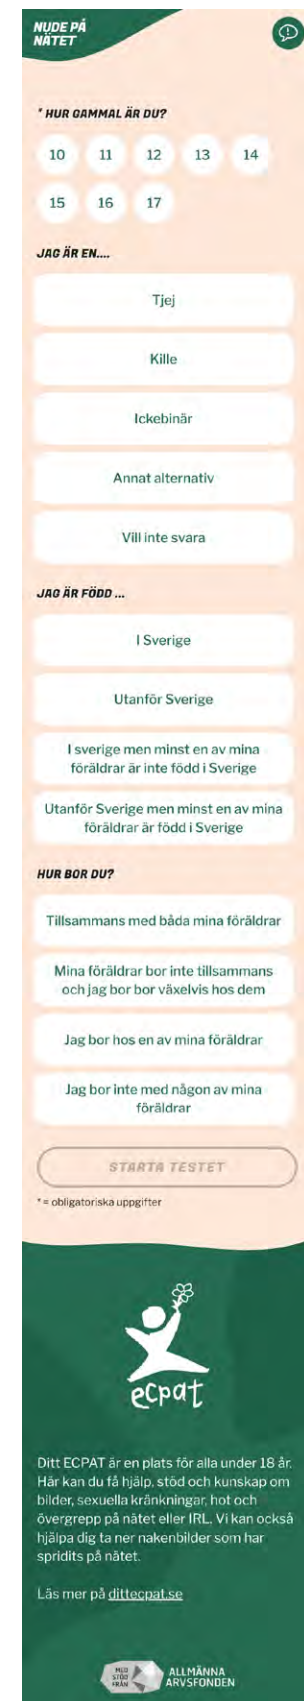 NUDE PÅ
NÄTET
* HUR GAMMAL ÄR DU?
10 11 12 13 14
15 16 17
JAG ÄR EN....
Tjej
Kille
Ickebinär
Annat alternativ
Vill inte svara
JAG ÄR FÖDD ...
I Sverige
Utanför Sverige
I sverige men minst en av mina
föräldrar är inte född i Sverige
Utanför Sverige men minst en av mina
föräldrar är född i Sverige
HUR BOR DU?
Tillsammans med båda mina föräldrar
Mina föräldrar bor inte tillsammans
och jag bor bor växelvis hos dem
Jag bor hos en av mina föräldrar
Jag bor inte med någon av mina
föräldrar
STARTA TESTET
* = obligatoriska uppgifter
ecpat
Ditt ECPAT är en plats för alla under 18 år.
Här kan du få hjälp, stöd och kunskap om
bilder, sexuella kränkningar, hot och
övergrepp på nätet eller IRL. Vi kan också
hjälpa dig ta ner nakenbilder som har
spridits på nätet.
Läs mer på dittecpat.se
MED
STÖD
FRÅN
ALLMÄNNA
ARVSFONDEN